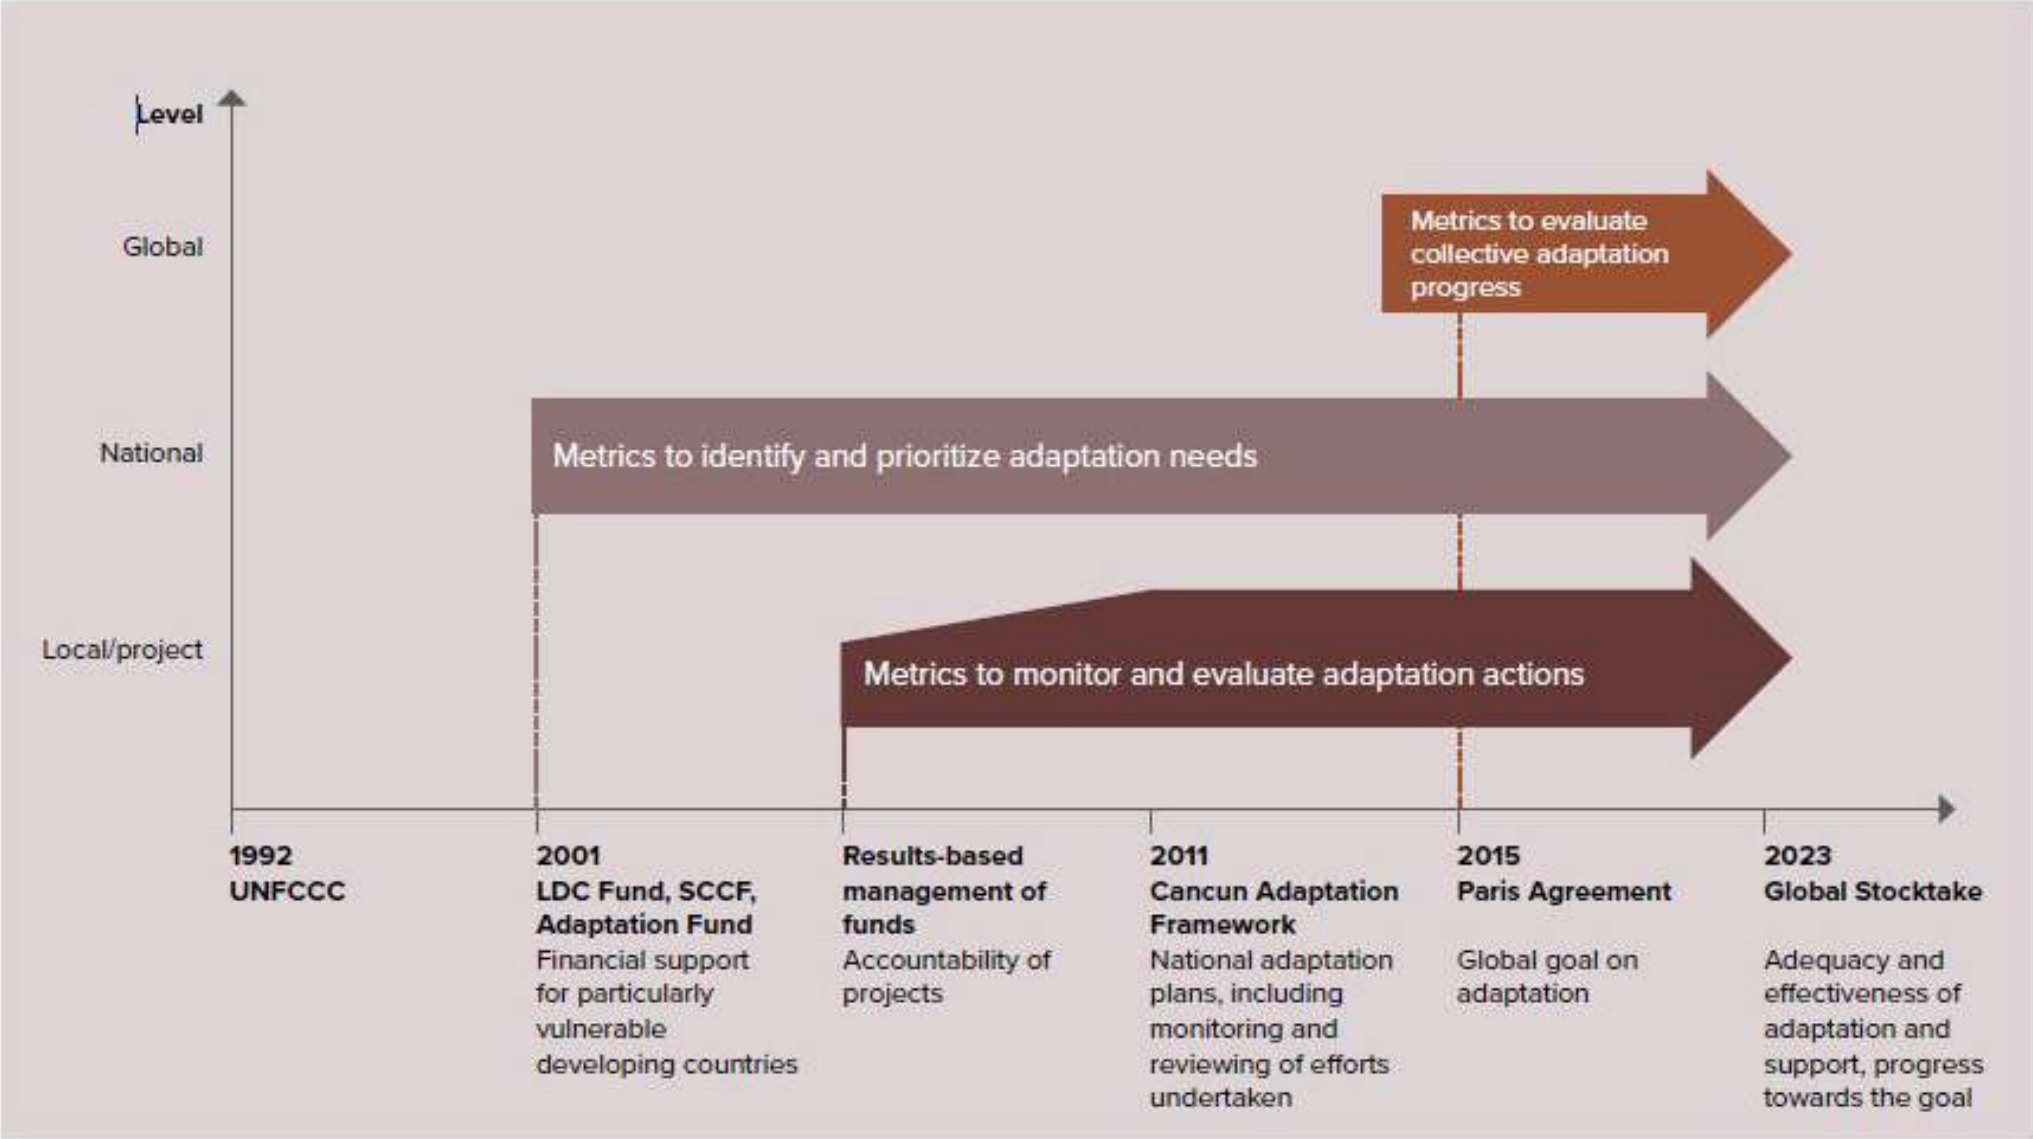 Level
Global
Metrics to evaluate
collective adaptation
progress
National
Metrics to identify and prioritize adaptation needs
Local/project
Metrics to monitor and evaluate adaptation actions
1992
UNFCCC
2001
LDC Fund, SCCF,
Adaptation Fund
Financial support
for particularly
vulnerable
developing countries
Results-based
management of
funds
Accountability of
projects
2011
Cancun Adaptation
Framework
National adaptation
plans, including
monitoring and
reviewing of efforts
undertaken
2015
Paris Agreement
Global goal on
adaptation
2023
Global Stocktake
Adequacy and
effectiveness of
adaptation and
support, progress
towards the goal